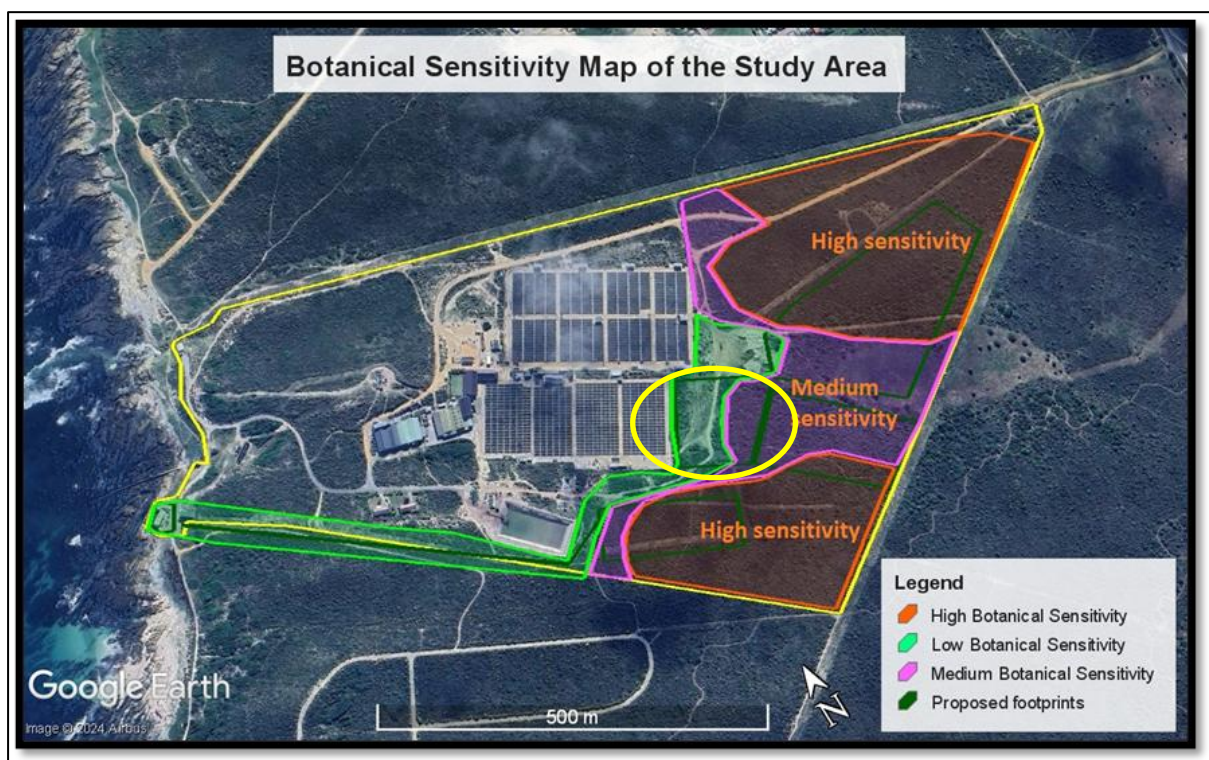 Botanical Sensitivity Map of the Study Area
High sensitivity
Medium
sensitivity
High sensitivity
Legend
High Botanical Sensitivity
Low Botanical Sensitivity
Medium Botanical Sensitivity
Proposed footprints
N
Google Earth
500 m
Image © 2024 Airbus